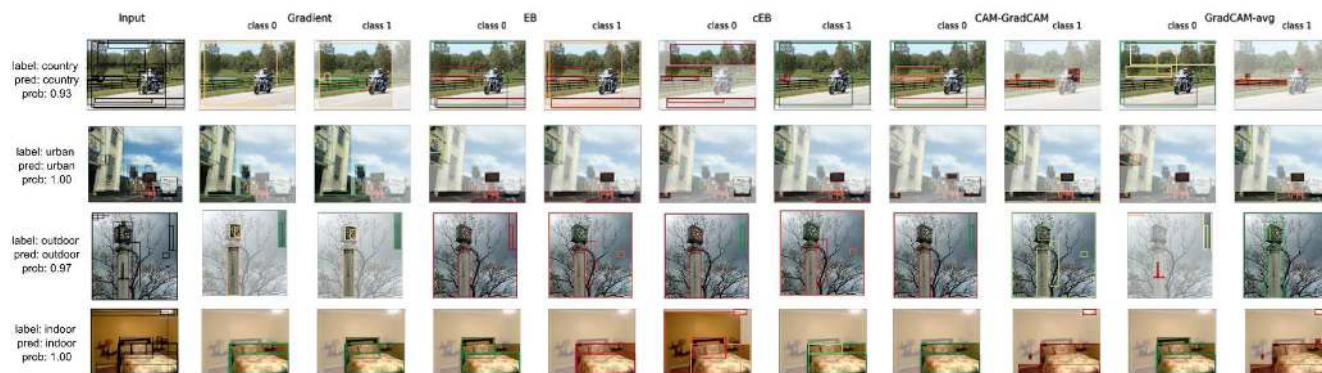 Input Gradient EB cEB CAM-GradCAM GradCAM-avg
class 0 class 1 class 0 class 1 class 0 class 1 class 0 class 1 class 0 class 1
label: country
pred: country
prob: 0.93
label: urban
pred: urban
prob: 1.00
label: outdoor
pred: outdoor
prob: 0.97
label: indoor
pred: indoor
prob: 1.00